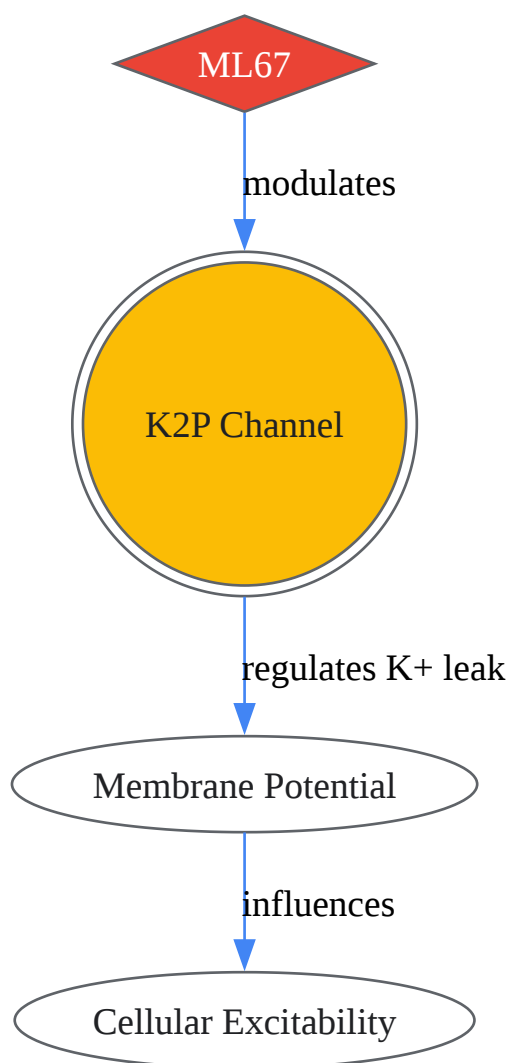 ML67
modulates
K2P Channel
regulates K+ leak
Membrane Potential
influences
Cellular Excitability